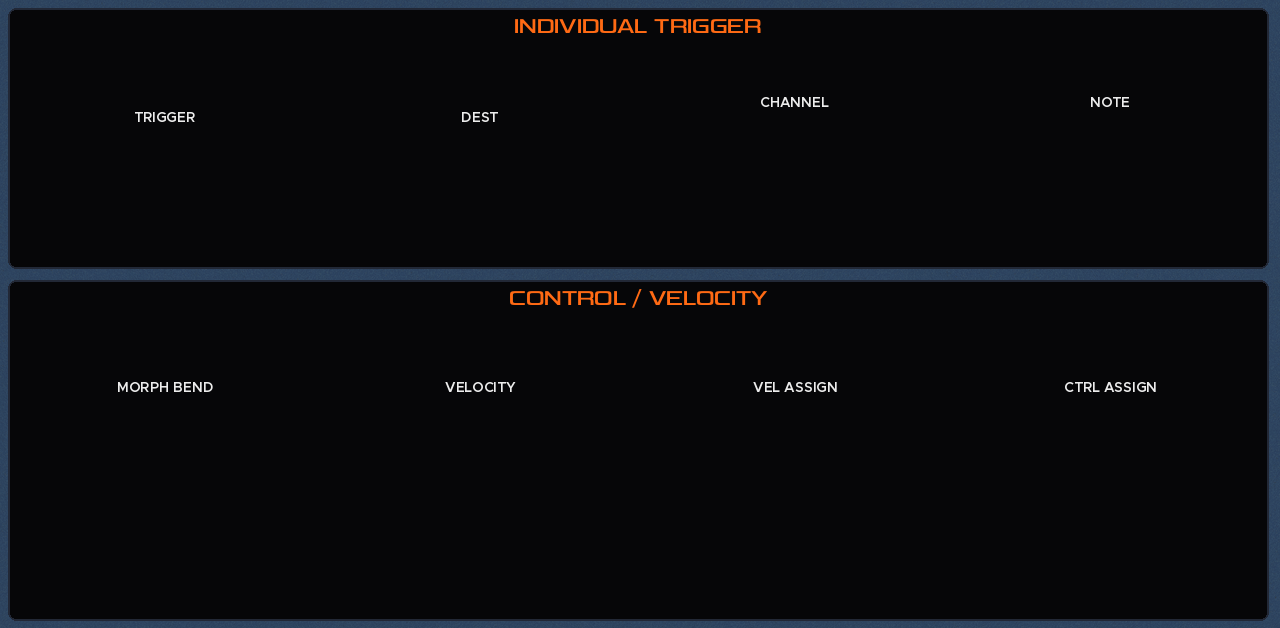 INDIVIDUAL TRIGGER
CHANNEL NOTE
TRIGGER DEST
CONTROL / VELOCITY
MORPH BEND VELOCITY VEL ASSIGN CTRL ASSIGN